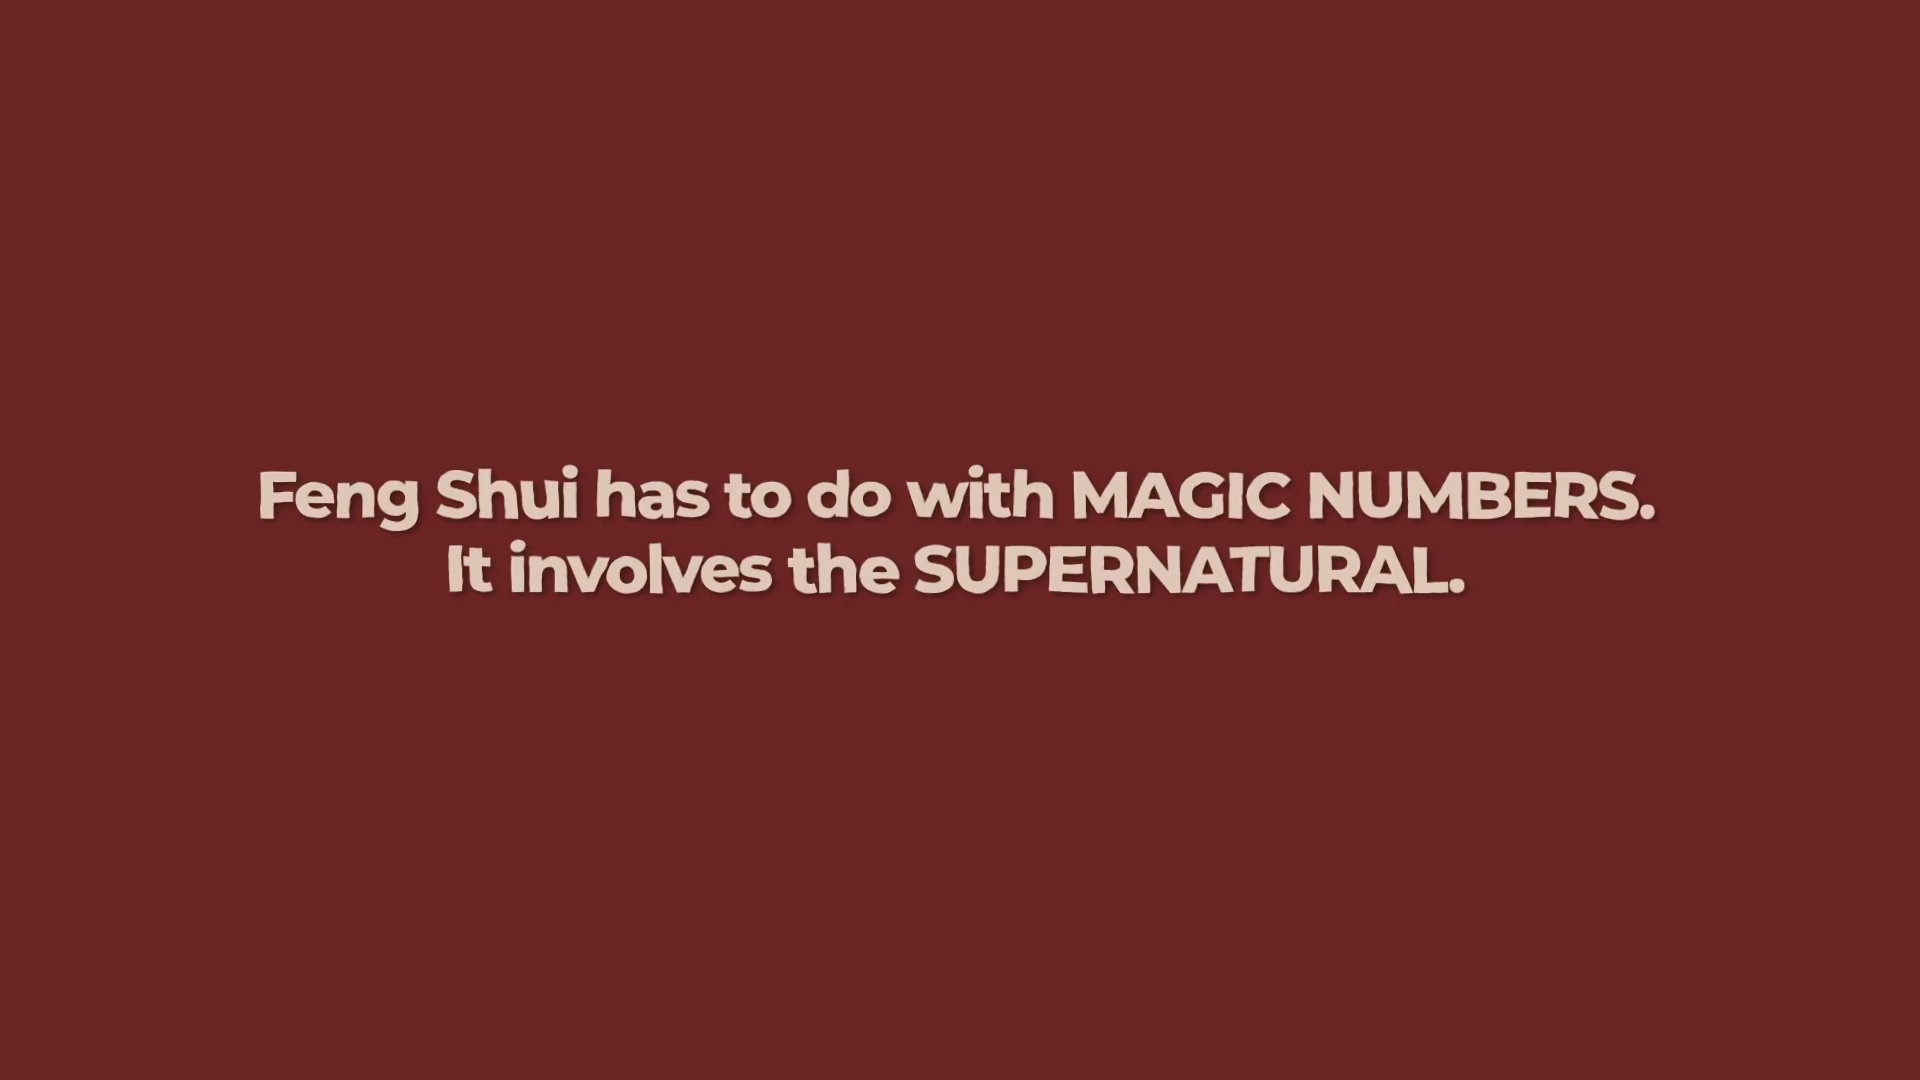 Feng Shui has to do with MAGIC NUMBERS.
It involves the SUPERNATURAL.